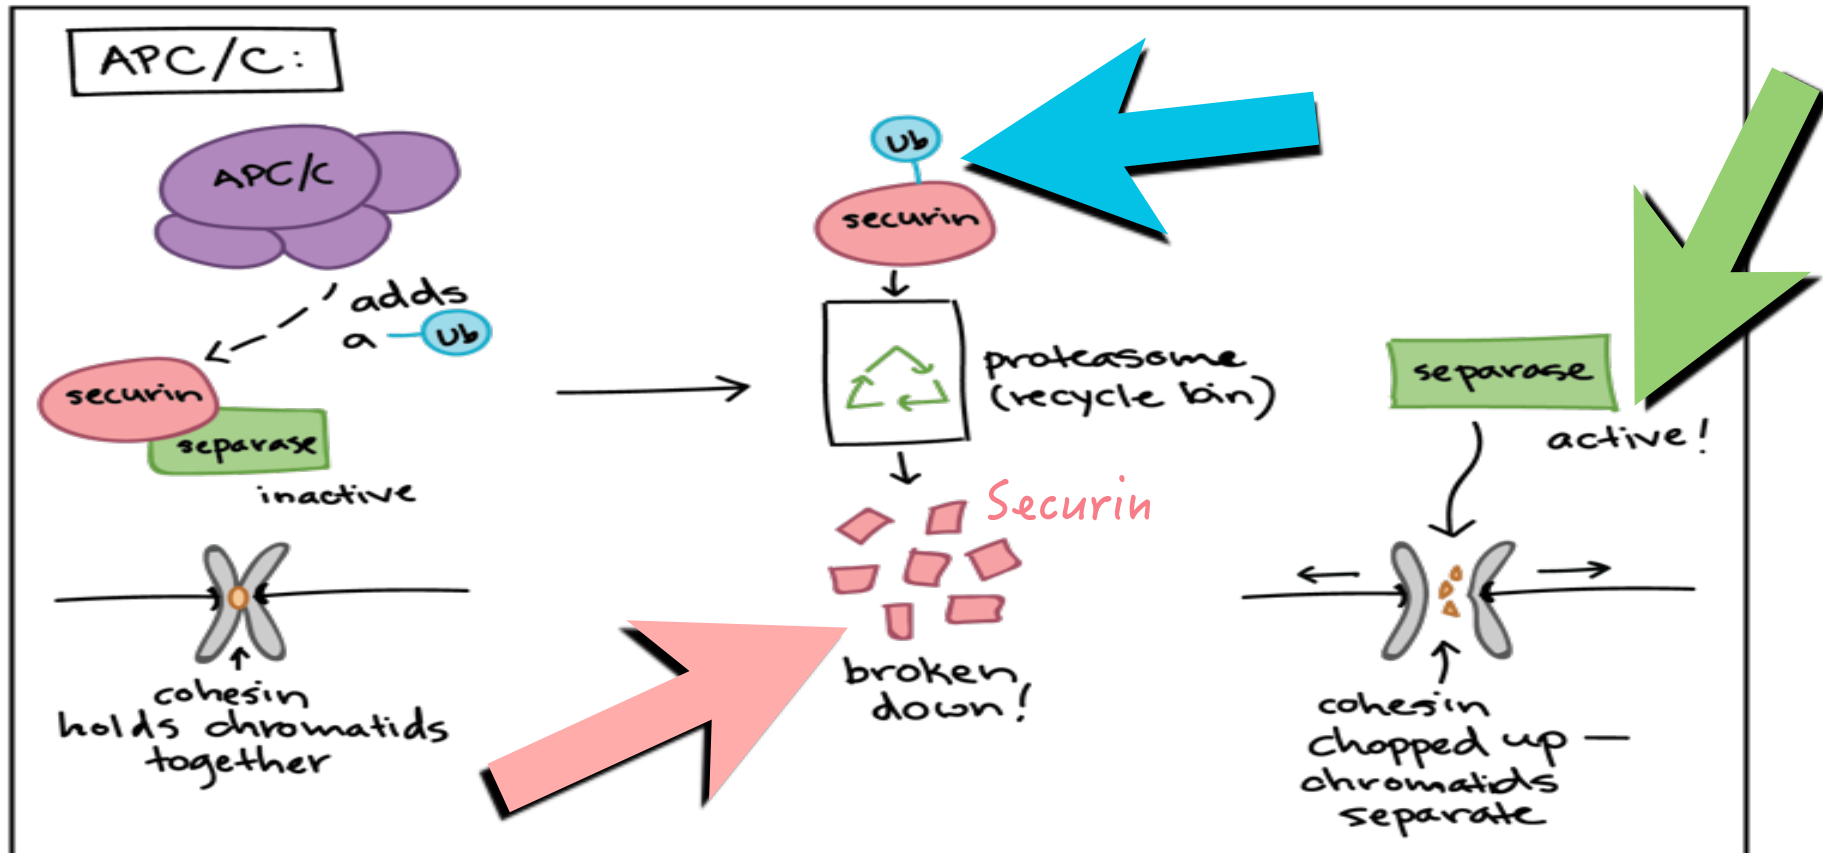 APC/C:
APC/C
adds
a Ub
securin
separase
inactive
cohesin
holds chromatids
together
Ub
securin
proteasome
(recycle bin)
Securin
broken
down!
separase
active!
cohesin
chopped up —
chromatids
separate